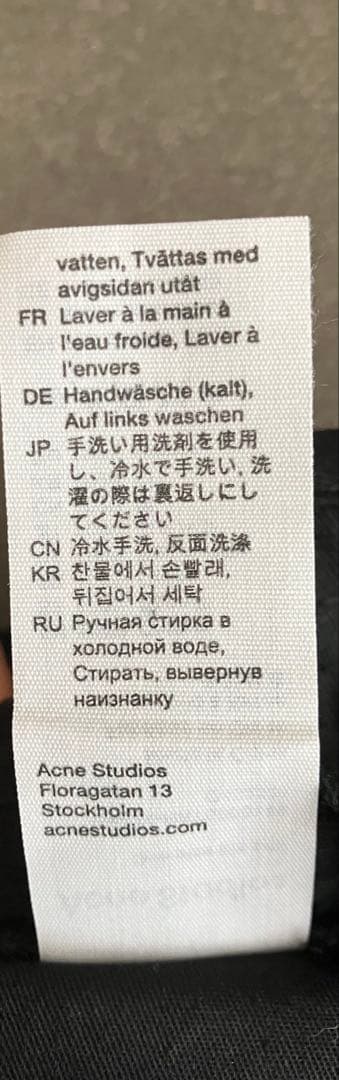 vatten, Tvättas med
avigsidan utåt
FR Laver à la main à
l'eau froide, Laver à
l'envers
DE Handwäsche (kalt),
Auf links waschen
JP 手洗い用洗剤を使用
し、冷水で手洗い, 洗
濯の際は裏返しにし
てください
CN 冷水手洗, 反面洗涤
KR 찬물에서 손빨래,
뒤집어서 세탁
RU Ручная стирка в
холодной воде,
Стирать, вывернув
наизнанку
Acne Studios
Floragatan 13
Stockholm
acnestudios.com